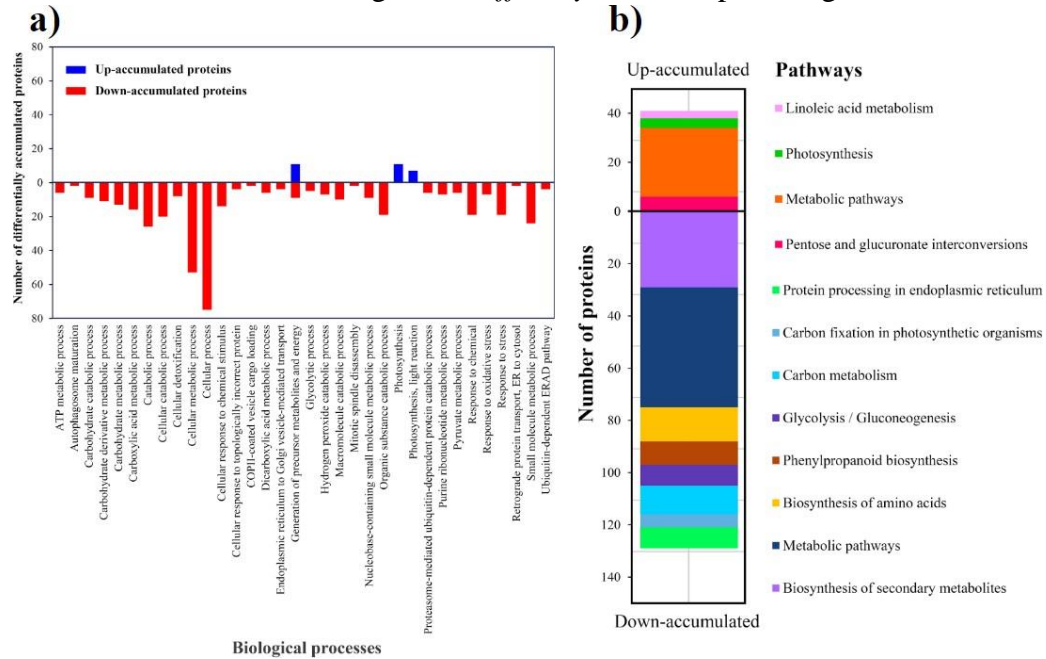 a)
80
60
40
20
0
20
40
60
80
Number of differentially accumulated proteins
Up-accumulated proteins
Down-accumulated proteins
ATP metabolic process
Autophagosome maturation
Carbohydrate catabolic process
Carbohydrate derivative metabolic process
Carbohydrate metabolic process
Carboxylic acid metabolic process
Catabolic process
Cellular catabolic process
Cellular detoxification
Cellular metabolic process
Cellular process
Cellular response to chemical stimulus
Cellular response to topologically incorrect protein
COPII-coated vesicle cargo loading
Dicarboxylic acid metabolic process
Endoplasmic reticulum to Golgi vesicle-mediated transport
Generation of precursor metabolites and energy
Glycolytic process
Hydrogen peroxide catabolic process
Macromolecule catabolic process
Mitotic spindle disassembly
Nucleobase-containing small molecule metabolic process
Organic substance catabolic process
Photosynthesis
Photosynthesis, light reaction
Proteasome-mediated ubiquitin-dependent protein catabolic process
Purine ribonucleotide metabolic process
Pyruvate metabolic process
Response to chemical
Response to oxidative stress
Response to stress
Retrograde protein transport, ER to cytosol
Small molecule metabolic process
Ubiquitin-dependent ERAD pathway
Biological processes
b)
Up-accumulated
40
20
0
20
40
60
80
100
120
140
Number of proteins
Down-accumulated
Pathways
Linoleic acid metabolism
Photosynthesis
Metabolic pathways
Pentose and glucuronate interconversions
Protein processing in endoplasmic reticulum
Carbon fixation in photosynthetic organisms
Carbon metabolism
Glycolysis / Gluconeogenesis
Phenylpropanoid biosynthesis
Biosynthesis of amino acids
Metabolic pathways
Biosynthesis of secondary metabolites